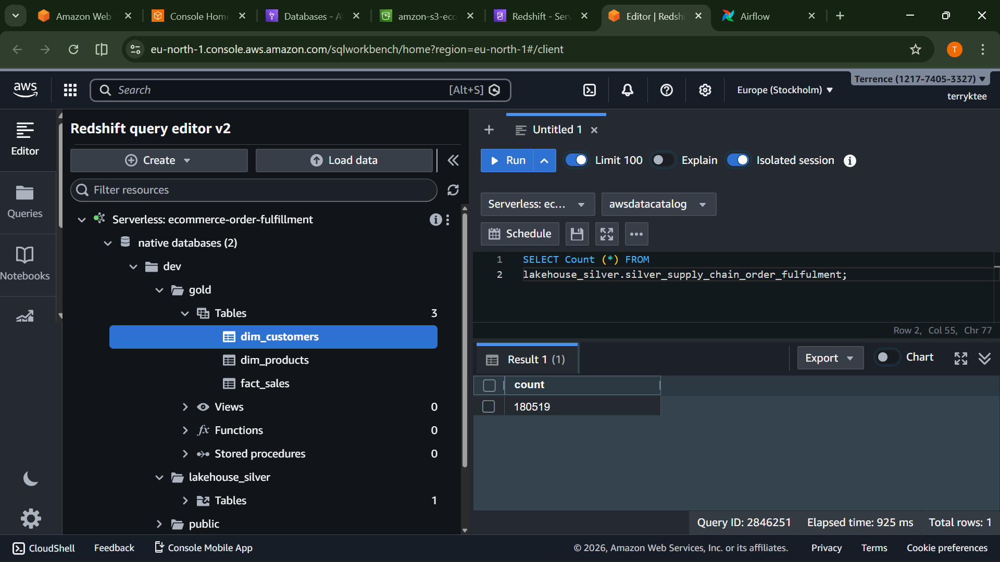 Amazon Web
Console Hom
Databases - A
amzon-s3-eco
Redshift - Serv
Editor | Redshi
Airflow
eu-north-1.console.aws.amazon.com/sqlworkbench/home?region=eu-north-1#/client
T
aws
Search
[Alt+S]
Europe (Stockholm)
Terrence (1217-7405-3327)
terryktee
Editor
Queries
Notebooks
Redshift query editor v2
Create
Load data
Filter resources
Serverless: ecommerce-order-fulfillment
native databases (2)
dev
gold
Tables 3
dim_customers
dim_products
fact_sales
Views 0
fx Functions 0
Stored procedures 0
lakehouse_silver
Tables 1
public
Untitled 1
Run
Limit 100
Explain
Isolated session
Serverless: ec...
awsdatacatalog
Schedule
1 SELECT Count (*) FROM
2 lakehouse_silver.silver_supply_chain_order_fulfulment;
Row 2, Col 55, Chr 77
Result 1 (1)
Export
Chart
count
180519
Query ID: 2846251 Elapsed time: 925 ms Total rows: 1
CloudShell
Feedback
Console Mobile App
© 2026, Amazon Web Services, Inc. or its affiliates.
Privacy
Terms
Cookie preferences